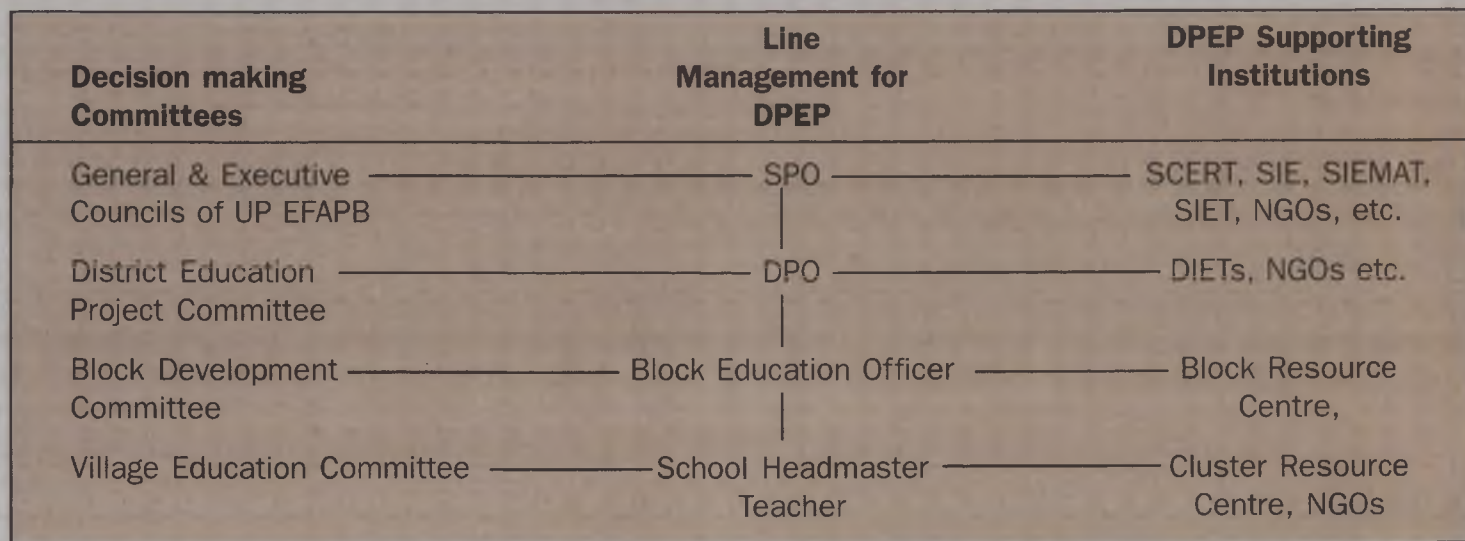 Decision making
Committees
Line
Management for
DPEP
DPEP Supporting
Institutions
General & Executive
Councils of UP EFAPB
SPO
SCERT, SIE, SIEMAT,
SIET, NGOs, etc.
District Education
Project Committee
DPO
DIETs, NGOs etc.
Block Development
Committee
Block Education Officer
Block Resource
Centre,
Village Education Committee
School Headmaster
Teacher
Cluster Resource
Centre, NGOs